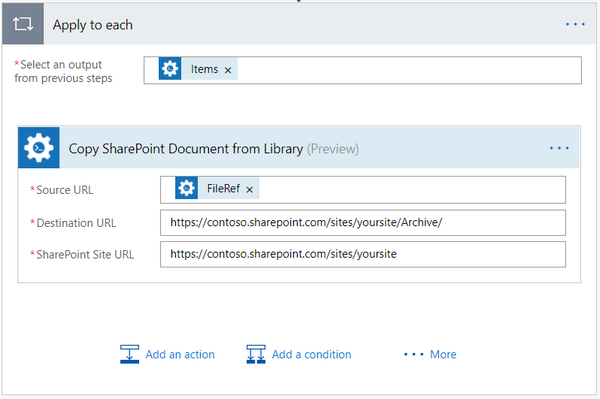 Apply to each
*Select an output
from previous steps
Items ×
Copy SharePoint Document from Library (Preview)
*Source URL
FileRef ×
*Destination URL
https://contoso.sharepoint.com/sites/yoursite/Archive/
*SharePoint Site URL
https://contoso.sharepoint.com/sites/yoursite
Add an action
Add a condition
More